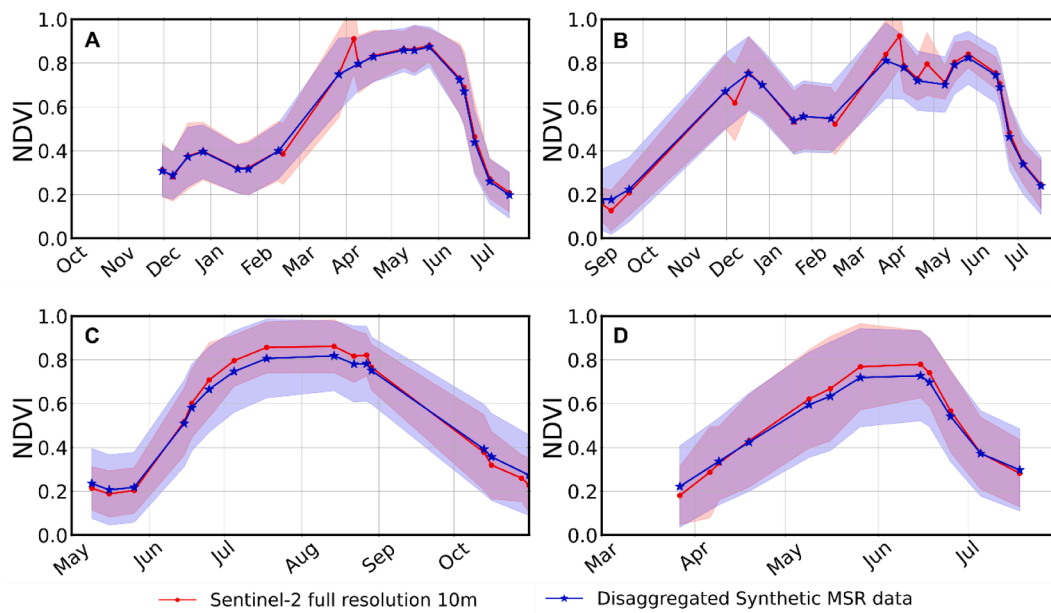 A
NDVI
1.0
0.8
0.6
0.4
0.2
0.0
Oct
Nov
Dec
Jan
Feb
Mar
Apr
May
Jun
Jul
B
NDVI
1.0
0.8
0.6
0.4
0.2
0.0
Sep
Oct
Nov
Dec
Jan
Feb
Mar
Apr
May
Jun
Jul
C
NDVI
1.0
0.8
0.6
0.4
0.2
0.0
May
Jun
Jul
Aug
Sep
Oct
D
NDVI
1.0
0.8
0.6
0.4
0.2
0.0
Mar
Apr
May
Jun
Jul
Sentinel-2 full resolution 10m
Disaggregated Synthetic MSR data